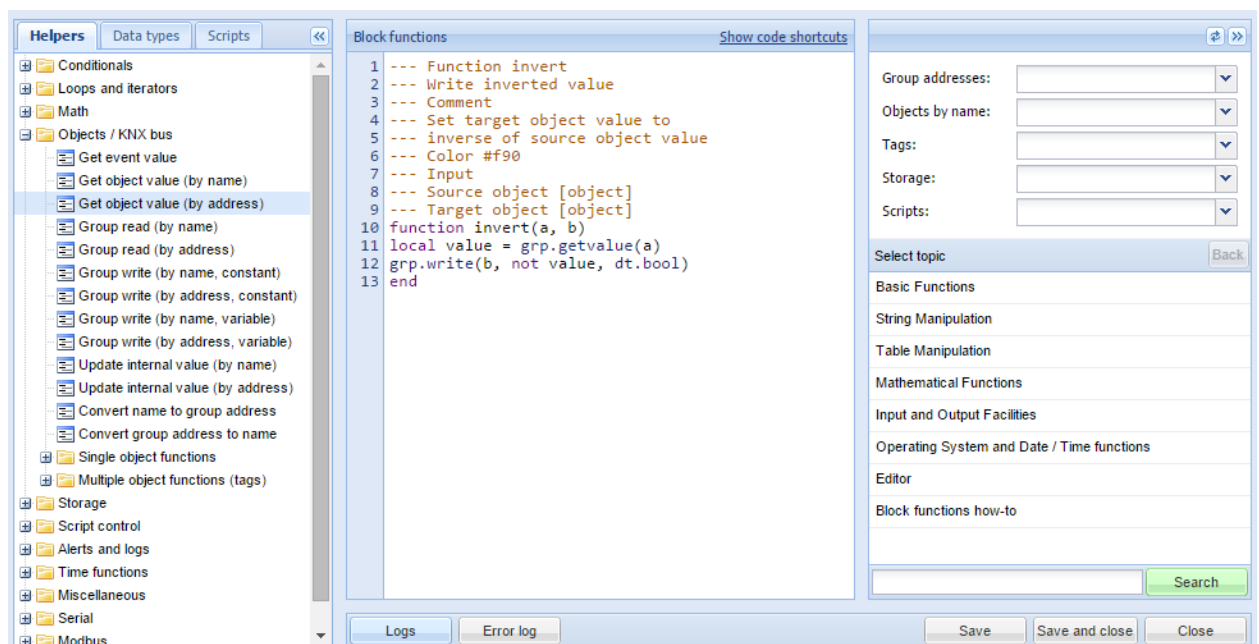 Helpers
Data types
Scripts
Conditionals
Loops and iterators
Math
Objects / KNX bus
Get event value
Get object value (by name)
Get object value (by address)
Group read (by name)
Group read (by address)
Group write (by name, constant)
Group write (by address, constant)
Group write (by name, variable)
Group write (by address, variable)
Update internal value (by name)
Update internal value (by address)
Convert name to group address
Convert group address to name
Single object functions
Multiple object functions (tags)
Storage
Script control
Alerts and logs
Time functions
Miscellaneous
Serial
Modbus
Block functions
Show code shortcuts
1 --- Function invert
2 --- Write inverted value
3 --- Comment
4 --- Set target object value to
5 --- inverse of source object value
6 --- Color #f90
7 --- Input
8 --- Source object [object]
9 --- Target object [object]
10 function invert(a, b)
11 local value = grp.getvalue(a)
12 grp.write(b, not value, dt.bool)
13 end
Logs
Error log
Group addresses:
Objects by name:
Tags:
Storage:
Scripts:
Select topic
Back
Basic Functions
String Manipulation
Table Manipulation
Mathematical Functions
Input and Output Facilities
Operating System and Date / Time functions
Editor
Block functions how-to
Search
Save
Save and close
Close